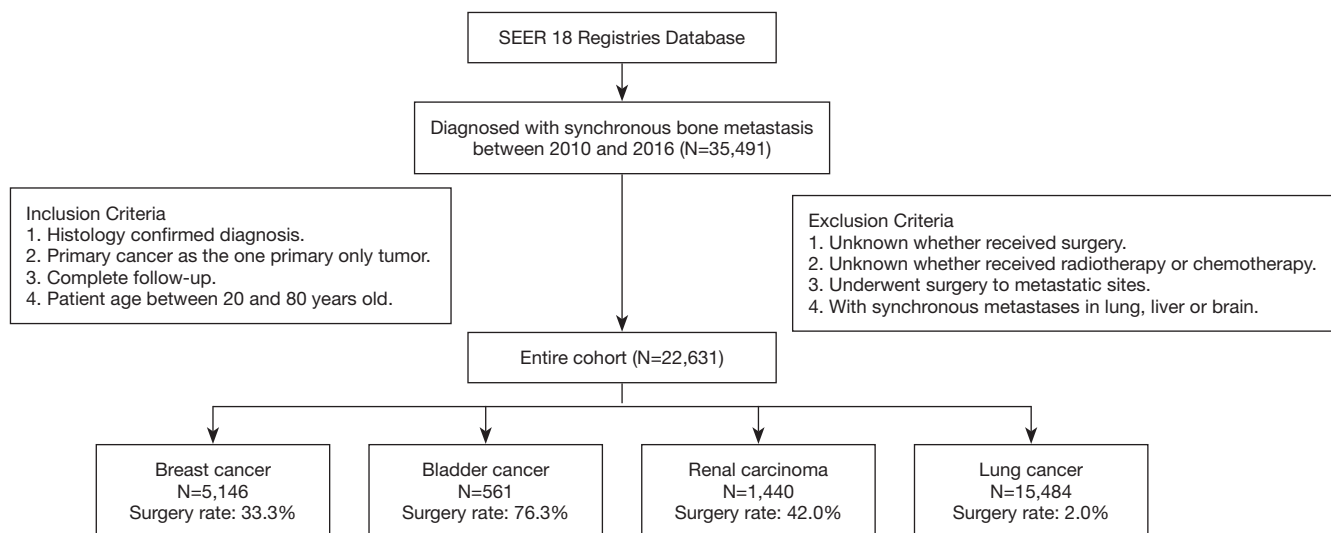 SEER 18 Registries Database
Diagnosed with synchronous bone metastasis
between 2010 and 2016 (N=35,491)
Inclusion Criteria
1. Histology confirmed diagnosis.
2. Primary cancer as the one primary only tumor.
3. Complete follow-up.
4. Patient age between 20 and 80 years old.
Exclusion Criteria
1. Unknown whether received surgery.
2. Unknown whether received radiotherapy or chemotherapy.
3. Underwent surgery to metastatic sites.
4. With synchronous metastases in lung, liver or brain.
Entire cohort (N=22,631)
Breast cancer
N=5,146
Surgery rate: 33.3%
Bladder cancer
N=561
Surgery rate: 76.3%
Renal carcinoma
N=1,440
Surgery rate: 42.0%
Lung cancer
N=15,484
Surgery rate: 2.0%